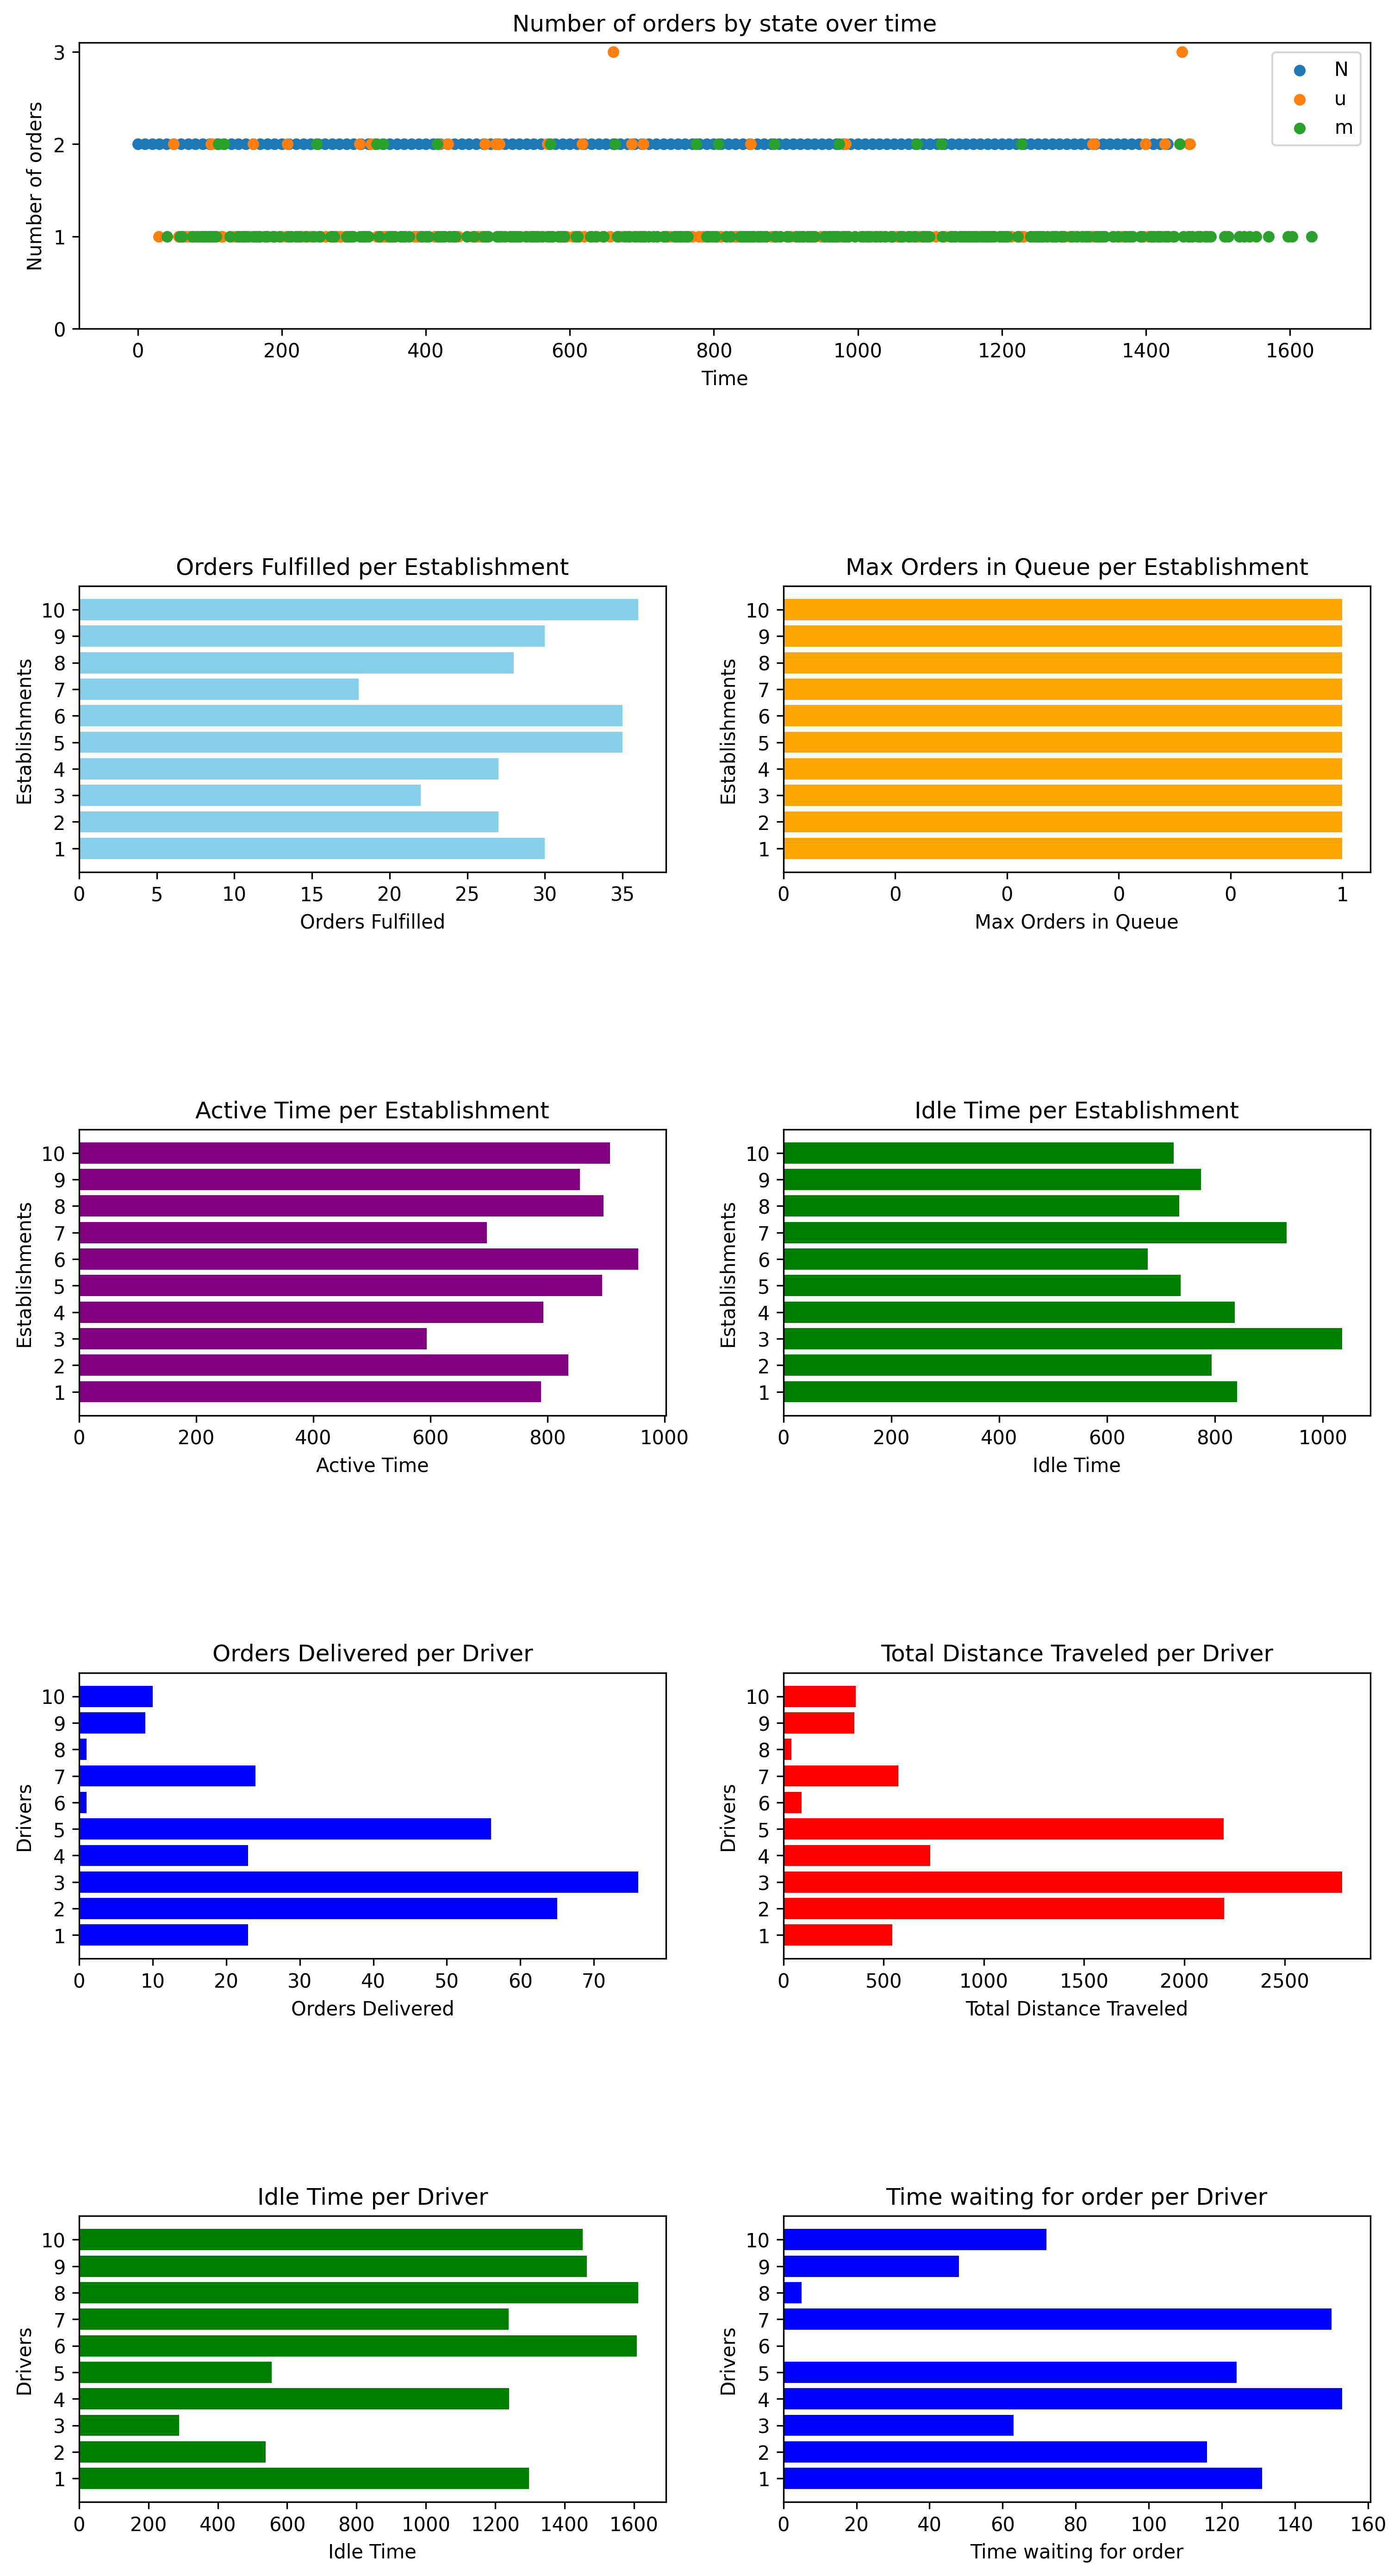 Number of orders by state over time
Number of orders
3
2
1
0
N
u
m
0 200 400 600 800 1000 1200 1400 1600
Time
Orders Fulfilled per Establishment
Establishments
10
9
8
7
6
5
4
3
2
1
0 5 10 15 20 25 30 35
Orders Fulfilled
Max Orders in Queue per Establishment
Establishments
10
9
8
7
6
5
4
3
2
1
0 0 0 0 0 1
Max Orders in Queue
Active Time per Establishment
Establishments
10
9
8
7
6
5
4
3
2
1
0 200 400 600 800 1000
Active Time
Idle Time per Establishment
Establishments
10
9
8
7
6
5
4
3
2
1
0 200 400 600 800 1000
Idle Time
Orders Delivered per Driver
Drivers
10
9
8
7
6
5
4
3
2
1
0 10 20 30 40 50 60 70
Orders Delivered
Total Distance Traveled per Driver
Drivers
10
9
8
7
6
5
4
3
2
1
0 500 1000 1500 2000 2500
Total Distance Traveled
Idle Time per Driver
Drivers
10
9
8
7
6
5
4
3
2
1
0 200 400 600 800 1000 1200 1400 1600
Idle Time
Time waiting for order per Driver
Drivers
10
9
8
7
6
5
4
3
2
1
0 20 40 60 80 100 120 140 160
Time waiting for order